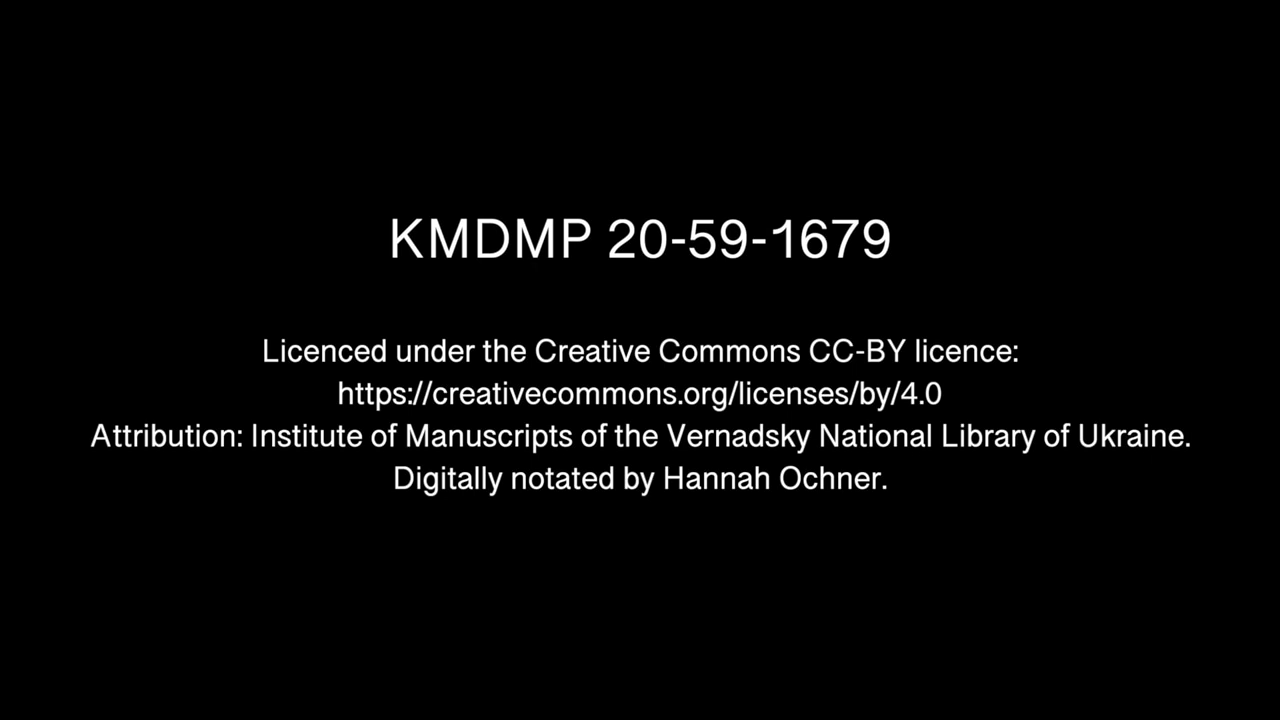 KMDMP 20-59-1679
Licenced under the Creative Commons CC-BY licence:
https://creativecommons.org/licenses/by/4.0
Attribution: Institute of Manuscripts of the Vernadsky National Library of Ukraine.
Digitally notated by Hannah Ochner.